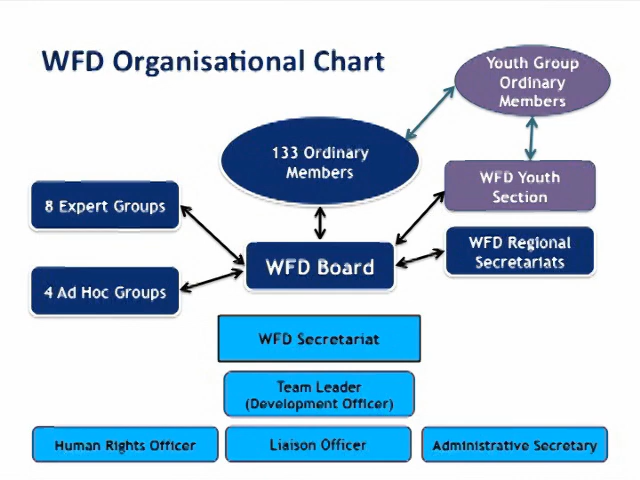 WFD Organisational Chart
Youth Group
Ordinary
Members
133 Ordinary
Members
WFD Youth
Section
8 Expert Groups
WFD Regional
Secretariats
WFD Board
4 Ad Hoc Groups
WFD Secretariat
Team Leader
(Development Officer)
Human Rights Officer
Liaison Officer
Administrative Secretary